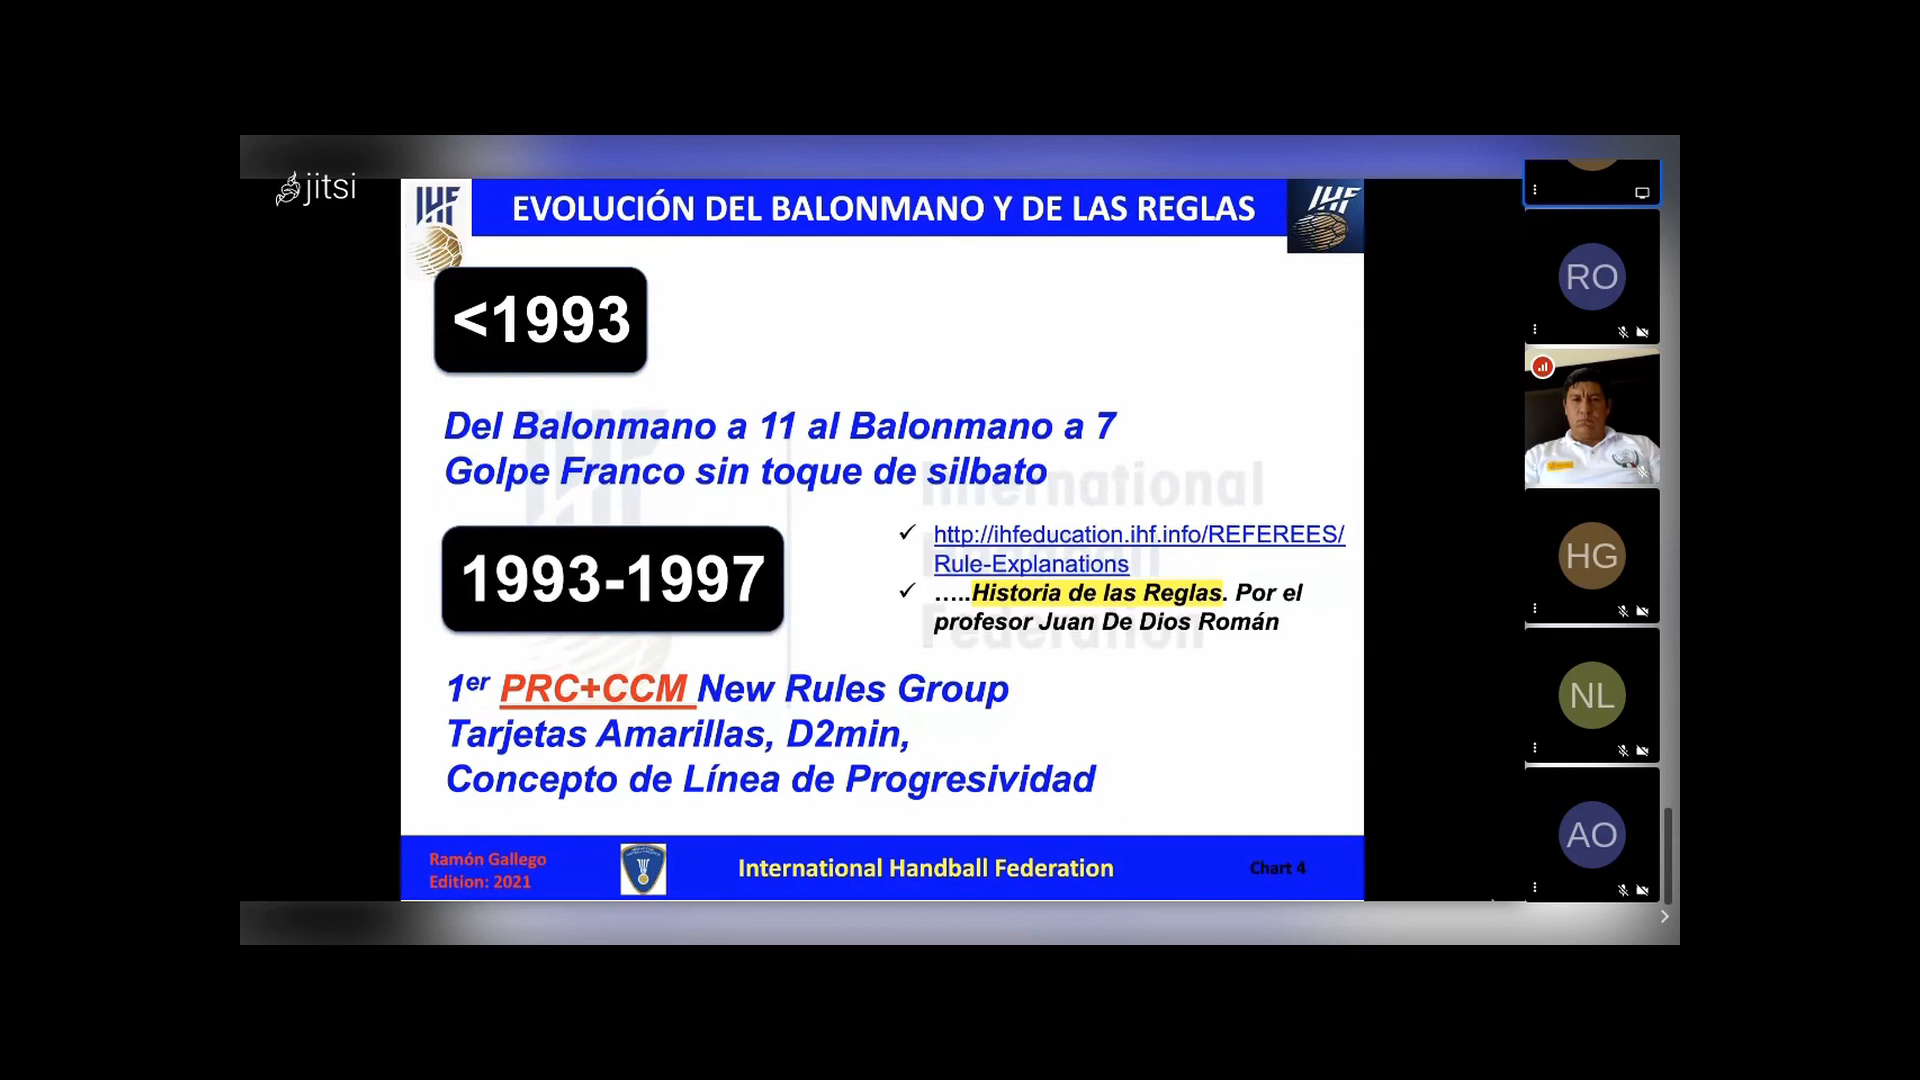 jitsi
IHF
EVOLUCIÓN DEL BALONMANO Y DE LAS REGLAS
IHF
<1993
Del Balonmano a 11 al Balonmano a 7
Golpe Franco sin toque de silbato
International
Handball
Federation
1993-1997
✓ http://ihfeducation.ihf.info/REFEREES/
Rule-Explanations
✓ .....Historia de las Reglas. Por el
profesor Juan De Dios Román
1er PRC+CCM New Rules Group
Tarjetas Amarillas, D2min,
Concepto de Línea de Progresividad
Ramón Gallego
Edition: 2021
International Handball Federation
Chart 4
RO
HG
NL
AO